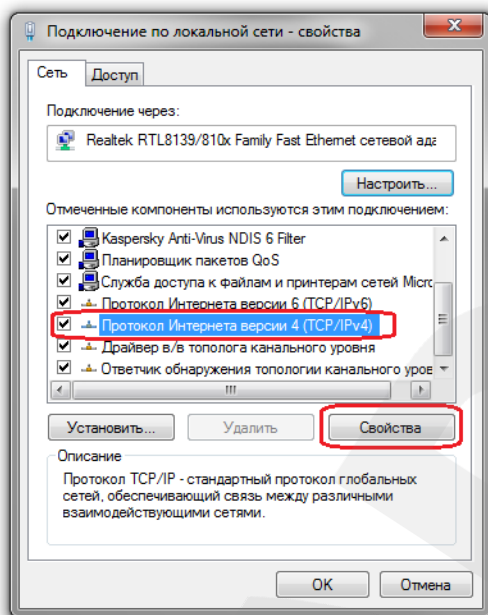 Подключение по локальной сети - свойства
Сеть
Доступ
Подключение через:
Realtek RTL8139/810x Family Fast Ethernet сетевой ада
Настроить...
Отмеченные компоненты используются этим подключением:
Kaspersky Anti-Virus NDIS 6 Filter
Планировщик пакетов QoS
Служба доступа к файлам и принтерам сетей Micro
Протокол Интернета версии 6 (TCP/IPv6)
Протокол Интернета версии 4 (TCP/IPv4)
Драйвер в/в тополога канального уровня
Ответчик обнаружения топологии канального уров
Установить...
Удалить
Свойства
Описание
Протокол TCP/IP - стандартный протокол глобальных
сетей, обеспечивающий связь между различными
взаимодействующими сетями.
OK
Отмена